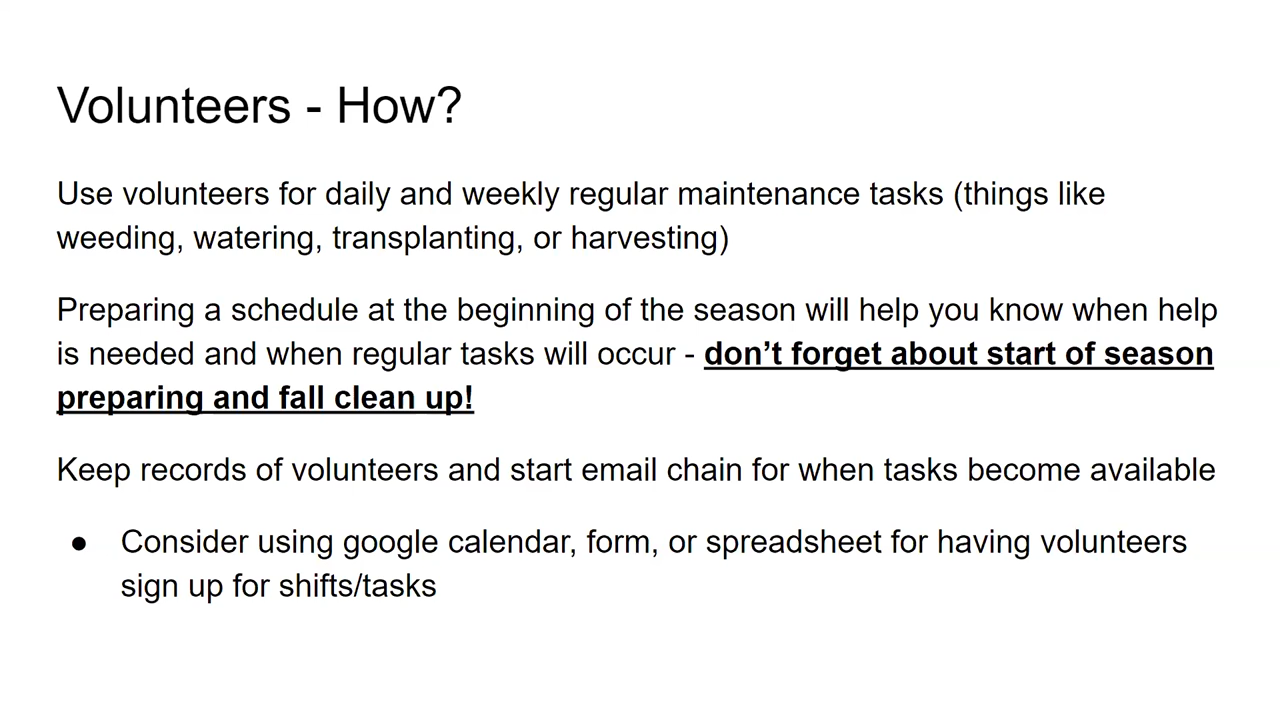 Volunteers - How?
Use volunteers for daily and weekly regular maintenance tasks (things like
weeding, watering, transplanting, or harvesting)
Preparing a schedule at the beginning of the season will help you know when help
is needed and when regular tasks will occur - don’t forget about start of season
preparing and fall clean up!
Keep records of volunteers and start email chain for when tasks become available
● Consider using google calendar, form, or spreadsheet for having volunteers
sign up for shifts/tasks